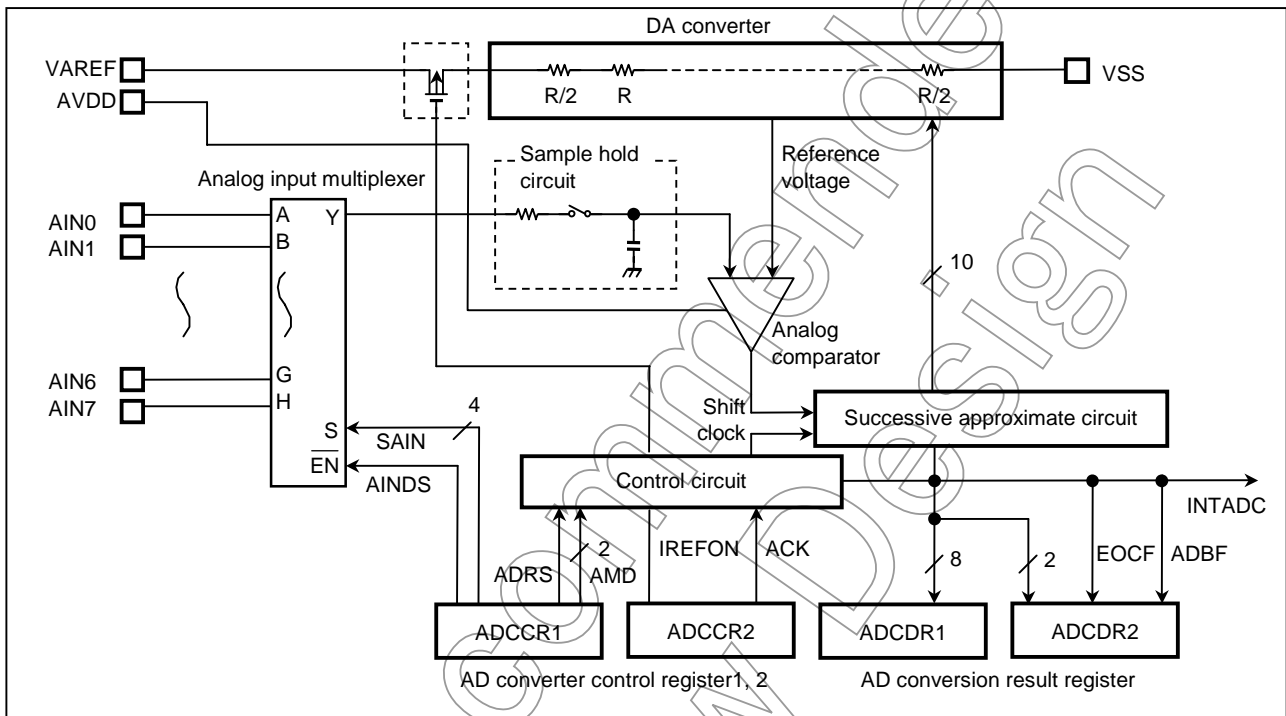 DA converter
VAREF
AVDD
R/2
R
R/2
VSS
Sample hold
circuit
Reference
voltage
Analog input multiplexer
AIN0
AIN1
A
B
Y
10
Analog
comparator
AIN6
AIN7
G
H
S
EN
4
SAIN
AINDS
Shift
clock
Successive approximate circuit
Control circuit
INTADC
ADRS
2
AMD
IREFON
ACK
8
2
EOCF
ADBF
ADCCR1
ADCCR2
ADCDR1
ADCDR2
AD converter control register1, 2
AD conversion result register
commende
w Design